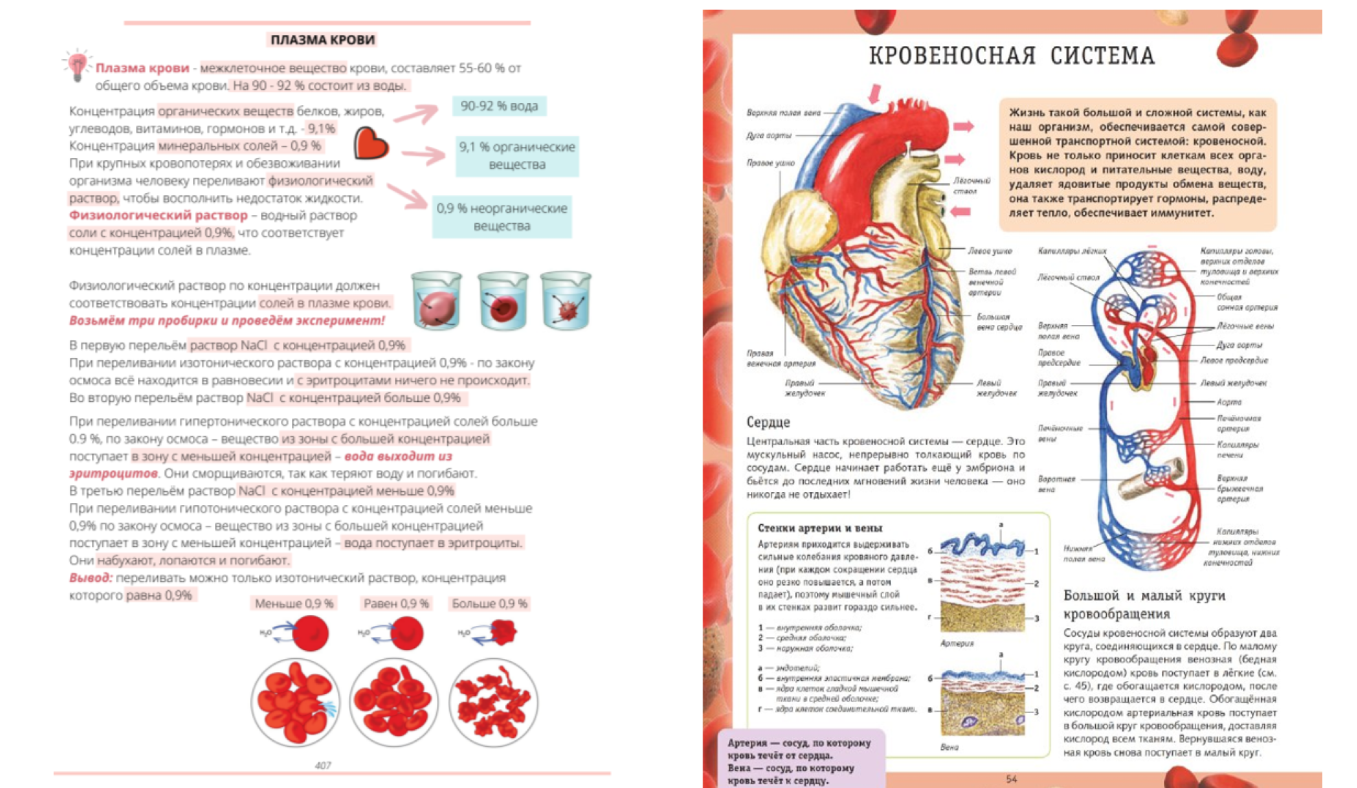 ПЛАЗМА КРОВИ
Плазма крови - межклеточное вещество крови, составляет 55-60 % от
общего объема крови. На 90 - 92 % состоит из воды.
Концентрация органических веществ белков, жиров,
углеводов, витаминов, гормонов и т.д. - 9,1%
Концентрация минеральных солей – 0,9 %
При крупных кровопотерях и обезвоживании
организма человеку переливают физиологический
раствор, чтобы восполнить недостаток жидкости.
Физиологический раствор – водный раствор
соли с концентрацией 0,9%, что соответствует
концентрации солей в плазме.
90-92 % вода
9,1 % органические
вещества
0,9 % неорганические
вещества
Физиологический раствор по концентрации должен
соответствовать концентрации солей в плазме крови.
Возьмём три пробирки и проведём эксперимент!
В первую перельём раствор NaCl с концентрацией 0,9%
При переливании изотонического раствора с концентрацией 0,9% - по закону
осмоса всё находится в равновесии и с эритроцитами ничего не происходит.
Во вторую перельём раствор NaCl с концентрацией больше 0,9%
При переливании гипертонического раствора с концентрацией солей больше
0.9 %, по закону осмоса – вещество из зоны с большей концентрацией
поступает в зону с меньшей концентрацией – вода выходит из
эритроцитов. Они сморщиваются, так как теряют воду и погибают.
В третью перельём раствор NaCl с концентрацией меньше 0,9%
При переливании гипотонического раствора с концентрацией солей меньше
0,9% по закону осмоса – вещество из зоны с большей концентрацией
поступает в зону с меньшей концентрацией – вода поступает в эритроциты.
Они набухают, лопаются и погибают.
Вывод: переливать можно только изотонический раствор, концентрация
которого равна 0,9%
Меньше 0,9 %
Равен 0,9 %
Больше 0,9 %
H₂O
H₂O
H₂O
407
КРОВЕНОСНАЯ СИСТЕМА
Жизнь такой большой и сложной системы, как
наш организм, обеспечивается самой совер-
шенной транспортной системой: кровеносной.
Кровь не только приносит клеткам всех орга-
нов кислород и питательные вещества, воду,
удаляет ядовитые продукты обмена веществ,
она также транспортирует гормоны, распреде-
ляет тепло, обеспечивает иммунитет.
Верхняя полая вена
Дуга аорты
Правое ушко
Лёгочный
ствол
Левое ушко
Ветвь левой
венечной
артерии
Большая
вена сердца
Правая
венечная артерия
Правый
желудочек
Левый
желудочек
Капилляры лёгких
Лёгочный ствол
Верхняя
полая вена
Правое
предсердие
Правый
желудочек
Печёночные
вены
Воротная
вена
Нижняя
полая вена
Капилляры головы,
верхних отделов
туловища и верхних
конечностей
Общая
сонная артерия
Лёгочные вены
Дуга аорты
Левое предсердие
Левый желудочек
Аорта
Печёночная
артерия
Капилляры
печени
Верхняя
брыжеечная
артерия
Капилляры
нижних отделов
туловища, нижних
конечностей
Сердце
Центральная часть кровеносной системы — сердце. Это
мускульный насос, непрерывно толкающий кровь по
сосудам. Сердце начинает работать ещё у эмбриона и
бьётся до последних мгновений жизни человека — оно
никогда не отдыхает!
Стенки артерии и вены
Артериям приходится выдерживать
сильные колебания кровяного давле-
ния (при каждом сокращении сердца
оно резко повышается, а потом
падает), поэтому мышечный слой
в их стенках развит гораздо сильнее.
1 — внутренняя оболочка;
2 — средняя оболочка;
3 — наружная оболочка;
а — эндотелий;
б — внутренняя эластичная мембрана;
в — ядра клеток гладкой мышечной
ткани в средней оболочке;
г — ядра клеток соединительной ткани.
а
б
1
в
2
г
3
Артерия
а
б
1
2
в
3
Вена
Артерия — сосуд, по которому
кровь течёт от сердца.
Вена — сосуд, по которому
кровь течёт к сердцу.
Большой и малый круги
кровообращения
Сосуды кровеносной системы образуют два
круга, соединяющихся в сердце. По малому
кругу кровообращения венозная (бедная
кислородом) кровь поступает в лёгкие (см.
с. 45), где обогащается кислородом, после
чего возвращается в сердце. Обогащённая
кислородом артериальная кровь поступает
в большой круг кровообращения, доставляя
кислород всем тканям. Вернувшаяся веноз-
ная кровь снова поступает в малый круг.
54